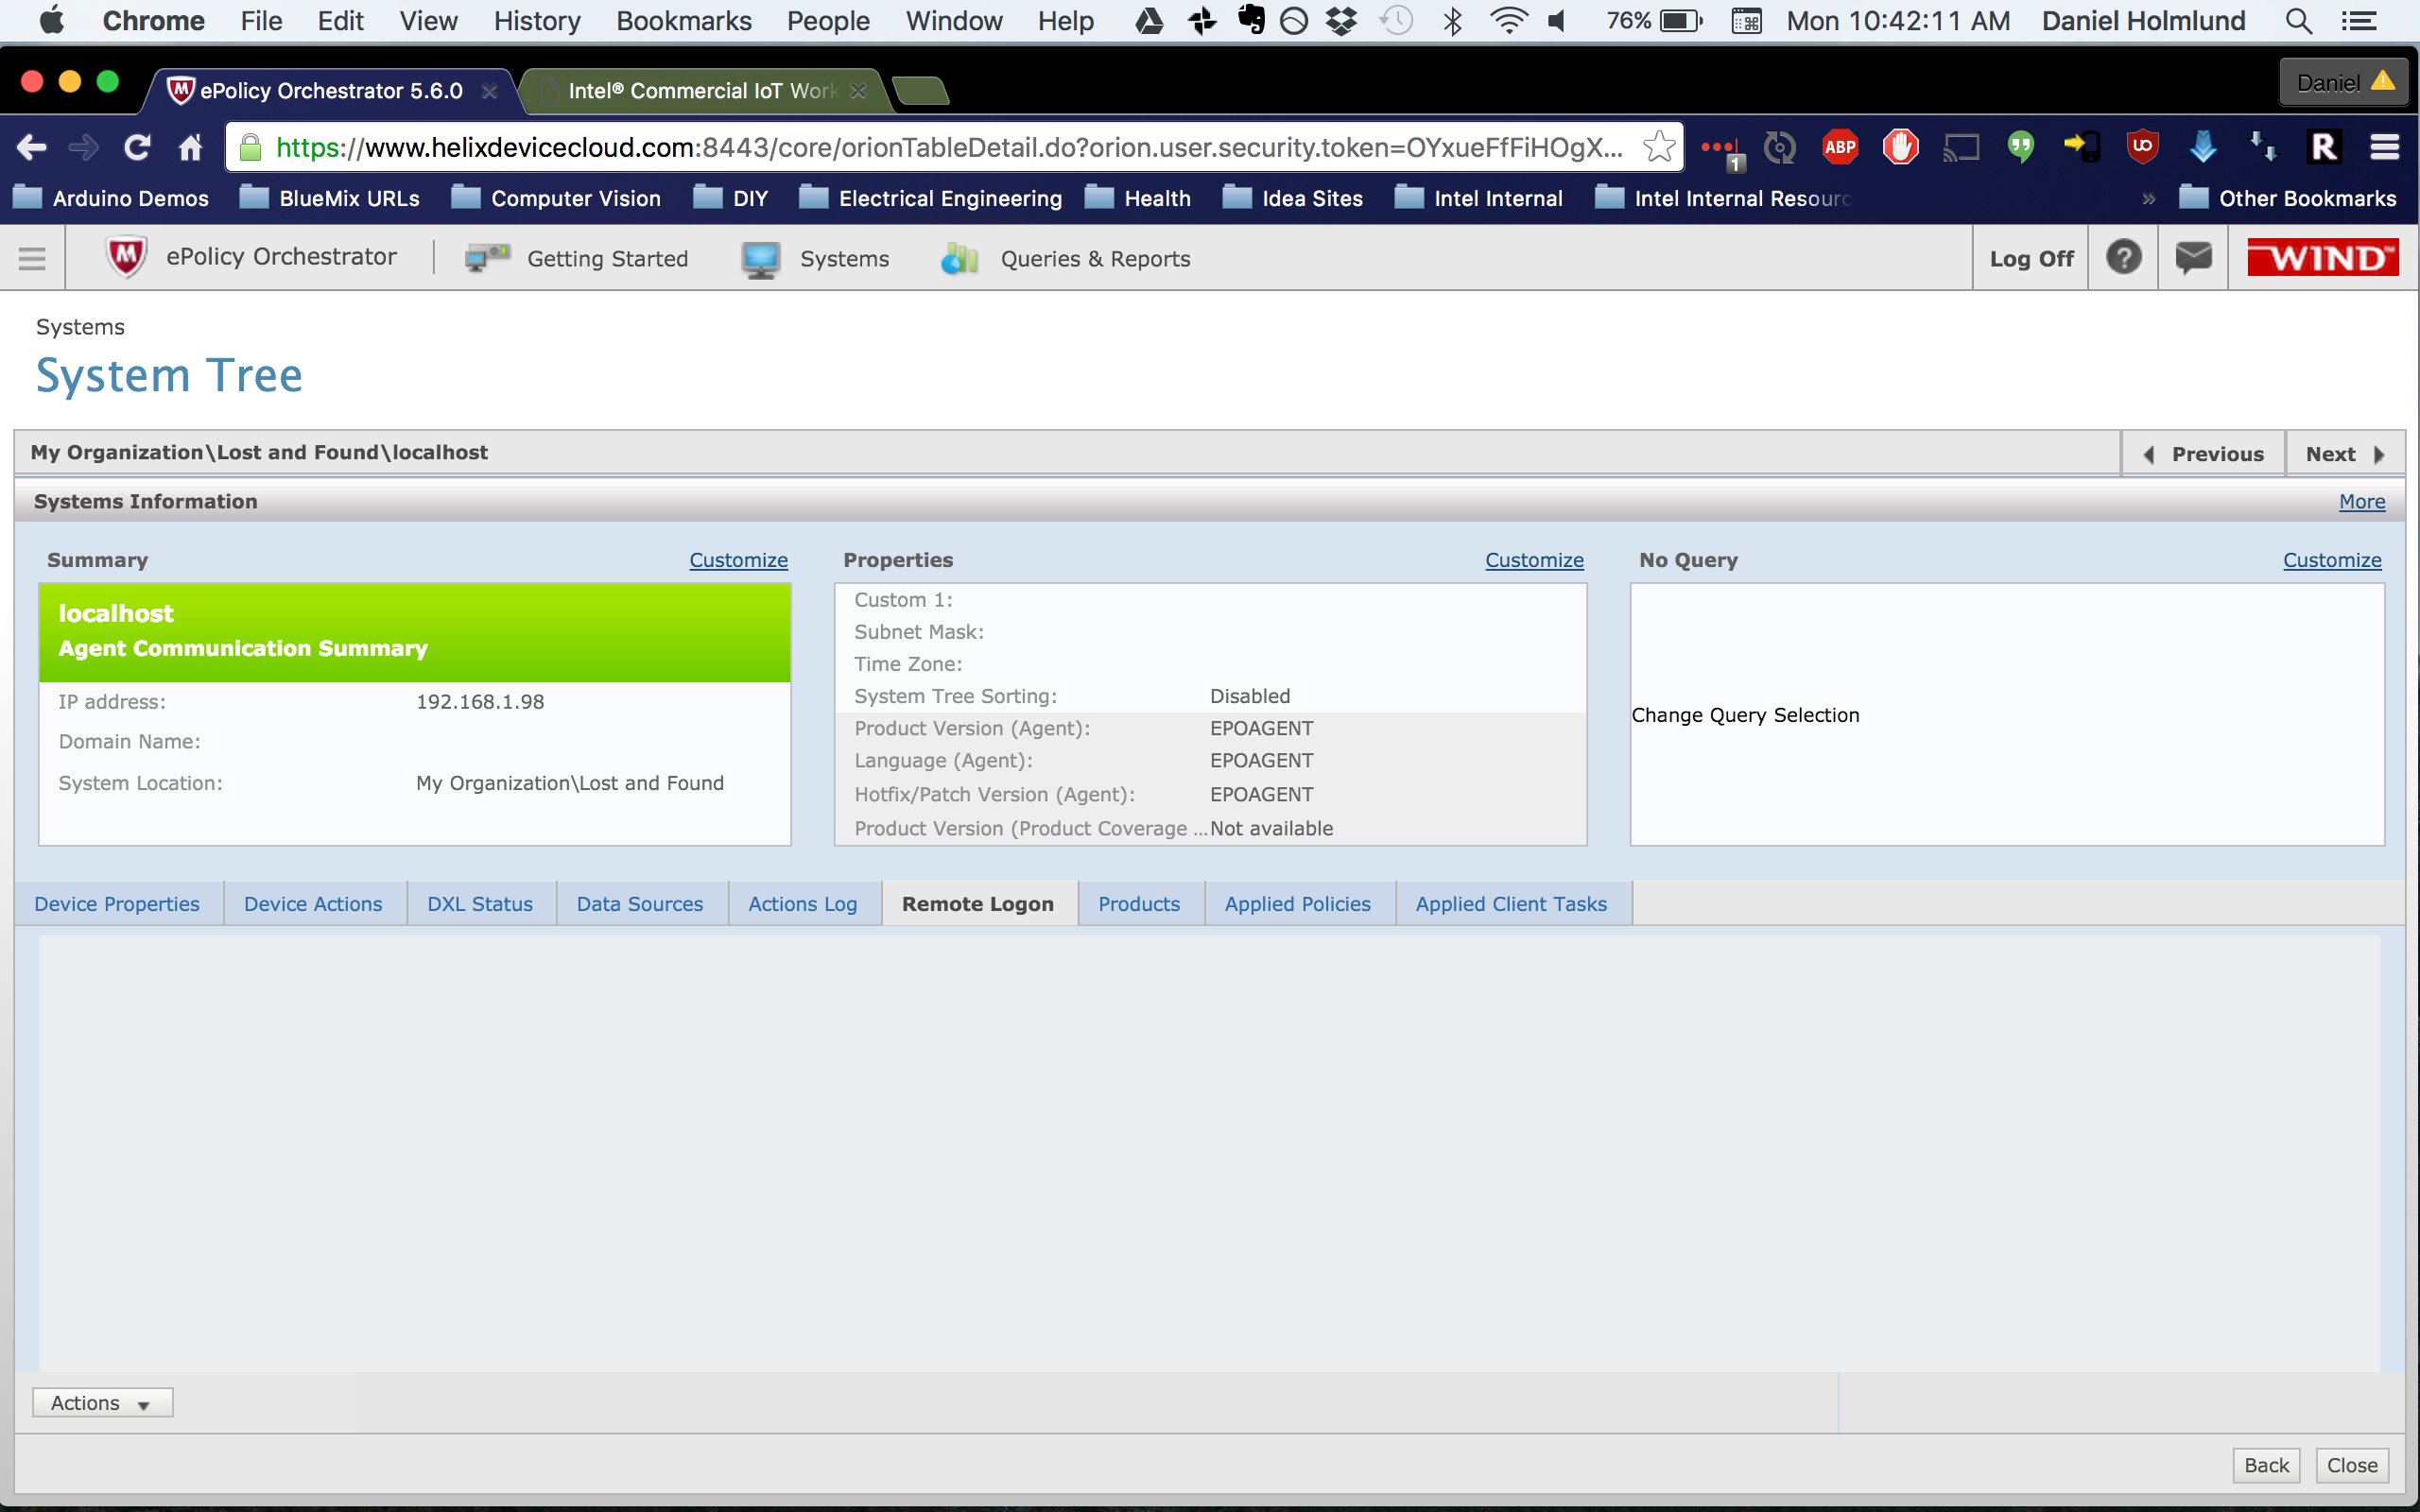 Chrome File Edit View History Bookmarks People Window Help 76% Mon 10:42:11 AM Daniel Holmlund
ePolicy Orchestrator 5.6.0 Intel® Commercial IoT Work Daniel
https://www.helixdevicecloud.com:8443/core/orionTableDetail.do?orion.user.security.token=OYxueFfFiHOgX... 1 ABP UO R
Arduino Demos BlueMix URLs Computer Vision DIY Electrical Engineering Health Idea Sites Intel Internal Intel Internal Resourc » Other Bookmarks
M ePolicy Orchestrator Getting Started Systems Queries & Reports Log Off ? WIND™
Systems
System Tree
My Organization\Lost and Found\localhost Previous Next
Systems Information More
Summary Customize Properties Customize No Query Customize
localhost
Agent Communication Summary
IP address: 192.168.1.98
Domain Name:
System Location: My Organization\Lost and Found
Custom 1:
Subnet Mask:
Time Zone:
System Tree Sorting: Disabled
Product Version (Agent): EPOAGENT
Language (Agent): EPOAGENT
Hotfix/Patch Version (Agent): EPOAGENT
Product Version (Product Coverage ... Not available
Change Query Selection
Device Properties Device Actions DXL Status Data Sources Actions Log Remote Logon Products Applied Policies Applied Client Tasks
Actions
Back Close